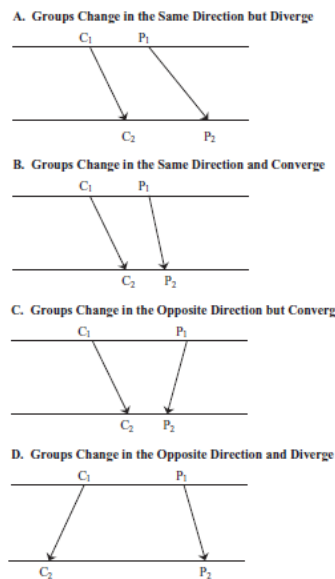 A. Groups Change in the Same Direction but Diverge
C1 P1
C2 P2
B. Groups Change in the Same Direction and Converge
C1 P1
C2 P2
C. Groups Change in the Opposite Direction but Converg
C1 P1
C2 P2
D. Groups Change in the Opposite Direction and Diverge
C1 P1
C2 P2